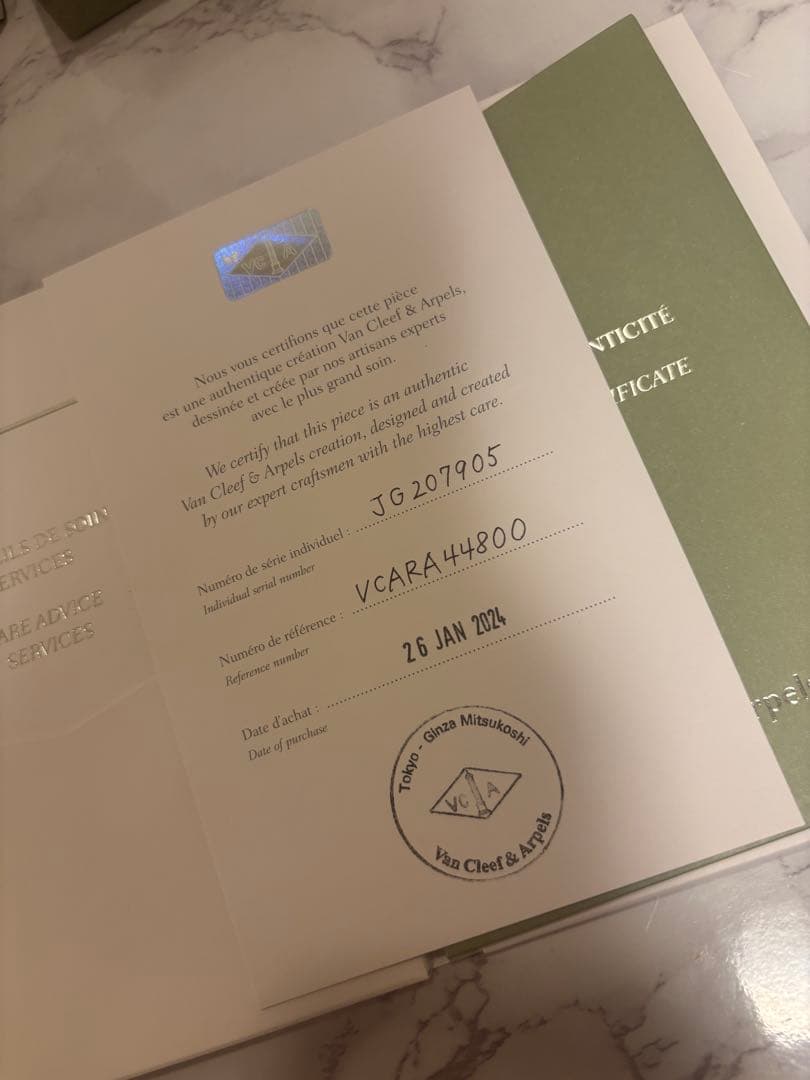 VC A
Nous vous certifions que cette pièce
est une authentique création Van Cleef & Arpels,
dessinée et créée par nos artisans experts
avec le plus grand soin.
We certify that this piece is an authentic
Van Cleef & Arpels creation, designed and created
by our expert craftsmen with the highest care.
Numéro de série individuel : JG207905
Individual serial number
Numéro de référence : VCARA44800
Reference number
26 JAN 2024
Date d'achat :
Date of purchase
Tokyo - Ginza Mitsukoshi
VC A
Van Cleef & Arpels
ILS DE SOIN
ERVICES
ARE ADVICE
SERVICES
NTICITÉ
IFICATE
rpels